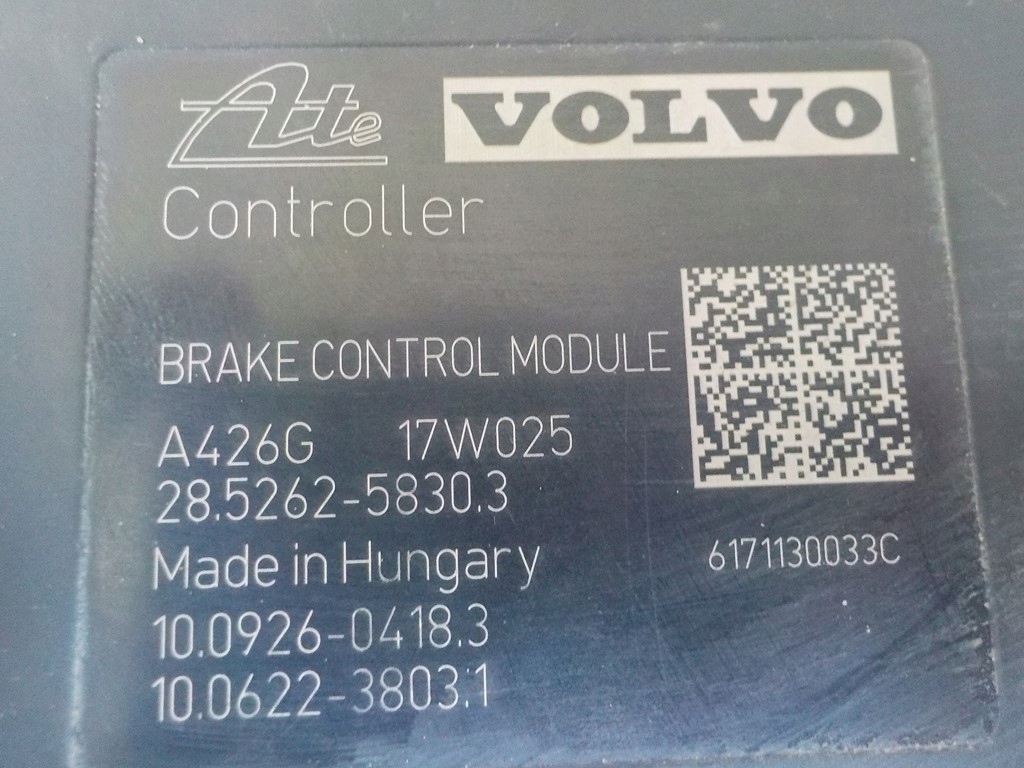 Ate VOLVO
Controller
BRAKE CONTROL MODULE
A426G 17W025
28.5262-5830.3
Made in Hungary
6171130033C
10.0926-0418.3
10.0622-3803.1